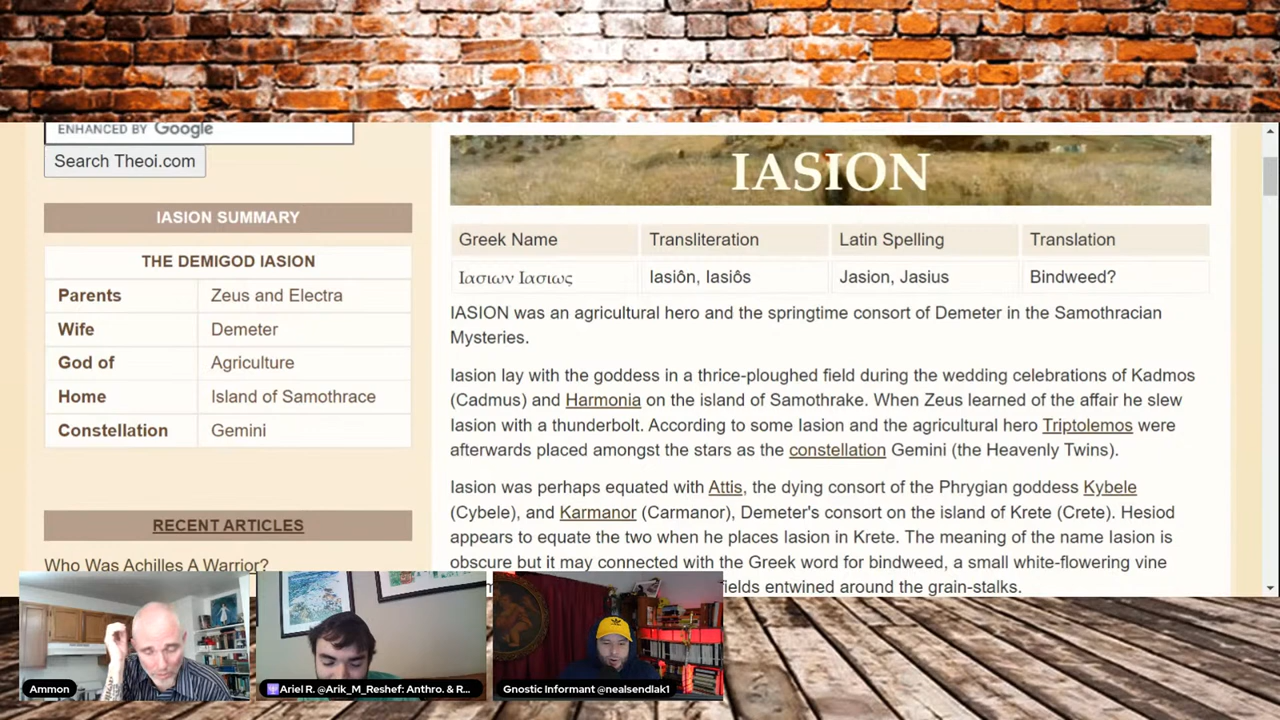 ENHANCED BY Google
Search Theoi.com
IASION SUMMARY
THE DEMIGOD IASION
Parents Zeus and Electra
Wife Demeter
God of Agriculture
Home Island of Samothrace
Constellation Gemini
RECENT ARTICLES
Who Was Achilles A Warrior?
IASION
Greek Name Transliteration Latin Spelling Translation
Ιασιων Ιασιως Iasiôn, Iasiôs Jasion, Jasius Bindweed?
IASION was an agricultural hero and the springtime consort of Demeter in the Samothracian
Mysteries.
Iasion lay with the goddess in a thrice-ploughed field during the wedding celebrations of Kadmos
(Cadmus) and Harmonia on the island of Samothrake. When Zeus learned of the affair he slew
Iasion with a thunderbolt. According to some Iasion and the agricultural hero Triptolemos were
afterwards placed amongst the stars as the constellation Gemini (the Heavenly Twins).
Iasion was perhaps equated with Attis, the dying consort of the Phrygian goddess Kybele
(Cybele), and Karmanor (Carmanor), Demeter's consort on the island of Krete (Crete). Hesiod
appears to equate the two when he places Iasion in Krete. The meaning of the name Iasion is
obscure but it may connected with the Greek word for bindweed, a small white-flowering vine
fields entwined around the grain-stalks.
Ammon
Ariel R. @Arik_M_Reshef: Anthro. & R...
Gnostic Informant @nealsendlak1